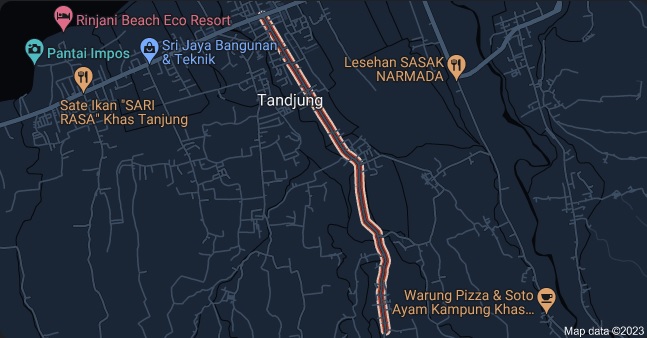 Rinjani Beach Eco Resort
Pantai Impos
Sri Jaya Bangunan
& Teknik
Lesehan SASAK
NARMADA
Sate Ikan "SARI
RASA" Khas Tanjung
Tandjung
Warung Pizza & Soto
Ayam Kampung Khas...
Map data ©2023